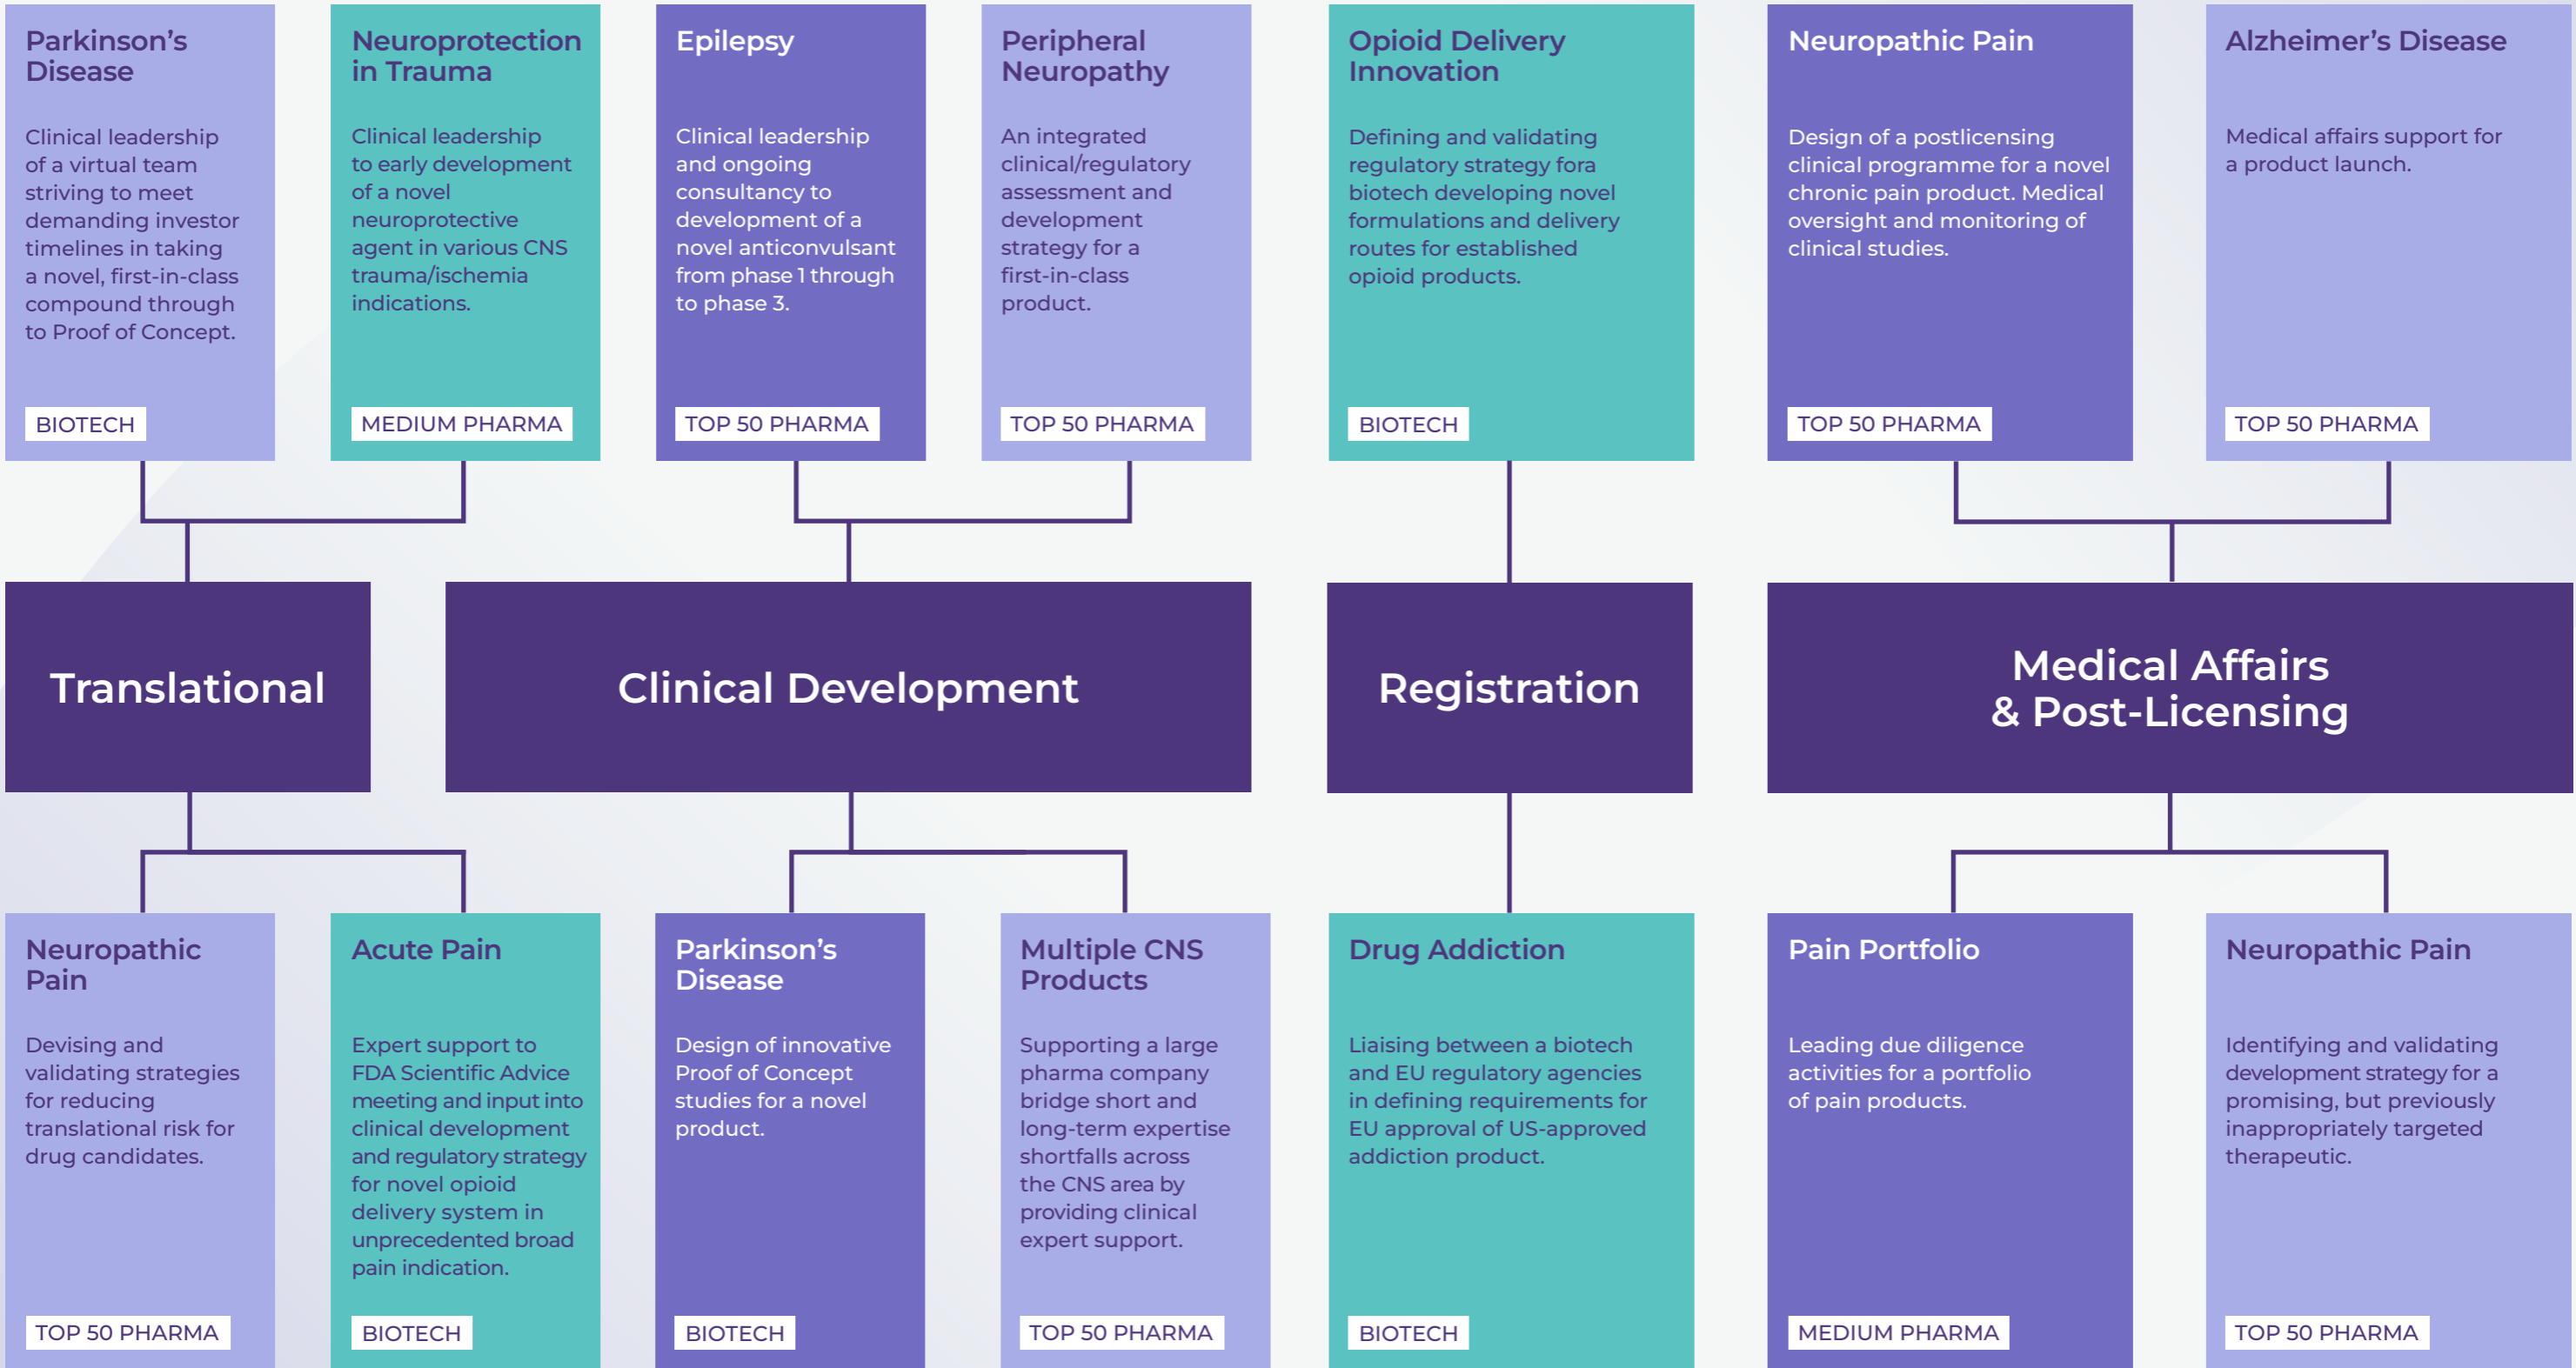 Parkinson’s
Disease
Clinical leadership
of a virtual team
striving to meet
demanding investor
timelines in taking
a novel, first-in-class
compound through
to Proof of Concept.
BIOTECH
Neuroprotection
in Trauma
Clinical leadership
to early development
of a novel
neuroprotective
agent in various CNS
trauma/ischemia
indications.
MEDIUM PHARMA
Epilepsy
Clinical leadership
and ongoing
consultancy to
development of a
novel anticonvulsant
from phase 1 through
to phase 3.
TOP 50 PHARMA
Peripheral
Neuropathy
An integrated
clinical/regulatory
assessment and
development
strategy for a
first-in-class
product.
TOP 50 PHARMA
Opioid Delivery
Innovation
Defining and validating
regulatory strategy fora
biotech developing novel
formulations and delivery
routes for established
opioid products.
BIOTECH
Neuropathic Pain
Design of a postlicensing
clinical programme for a novel
chronic pain product. Medical
oversight and monitoring of
clinical studies.
TOP 50 PHARMA
Alzheimer’s Disease
Medical affairs support for
a product launch.
TOP 50 PHARMA
Translational
Clinical Development
Registration
Medical Affairs
& Post-Licensing
Neuropathic
Pain
Devising and
validating strategies
for reducing
translational risk for
drug candidates.
TOP 50 PHARMA
Acute Pain
Expert support to
FDA Scientific Advice
meeting and input into
clinical development
and regulatory strategy
for novel opioid
delivery system in
unprecedented broad
pain indication.
BIOTECH
Parkinson’s
Disease
Design of innovative
Proof of Concept
studies for a novel
product.
BIOTECH
Multiple CNS
Products
Supporting a large
pharma company
bridge short and
long-term expertise
shortfalls across
the CNS area by
providing clinical
expert support.
TOP 50 PHARMA
Drug Addiction
Liaising between a biotech
and EU regulatory agencies
in defining requirements for
EU approval of US-approved
addiction product.
BIOTECH
Pain Portfolio
Leading due diligence
activities for a portfolio
of pain products.
MEDIUM PHARMA
Neuropathic Pain
Identifying and validating
development strategy for a
promising, but previously
inappropriately targeted
therapeutic.
TOP 50 PHARMA